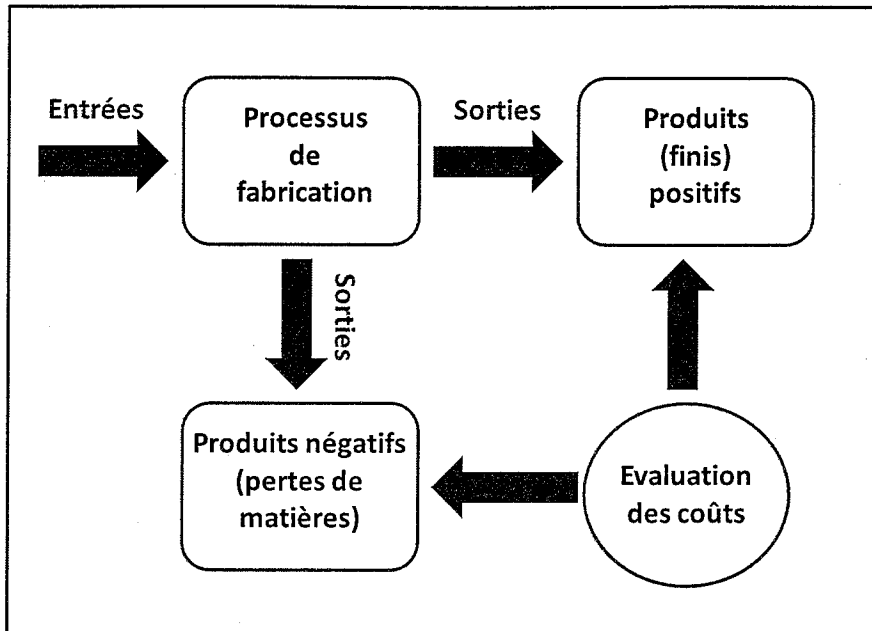 Entrées
Processus
de
fabrication
Sorties
Produits
(finis)
positifs
Sorties
Produits négatifs
(pertes de
matières)
Evaluation
des coûts